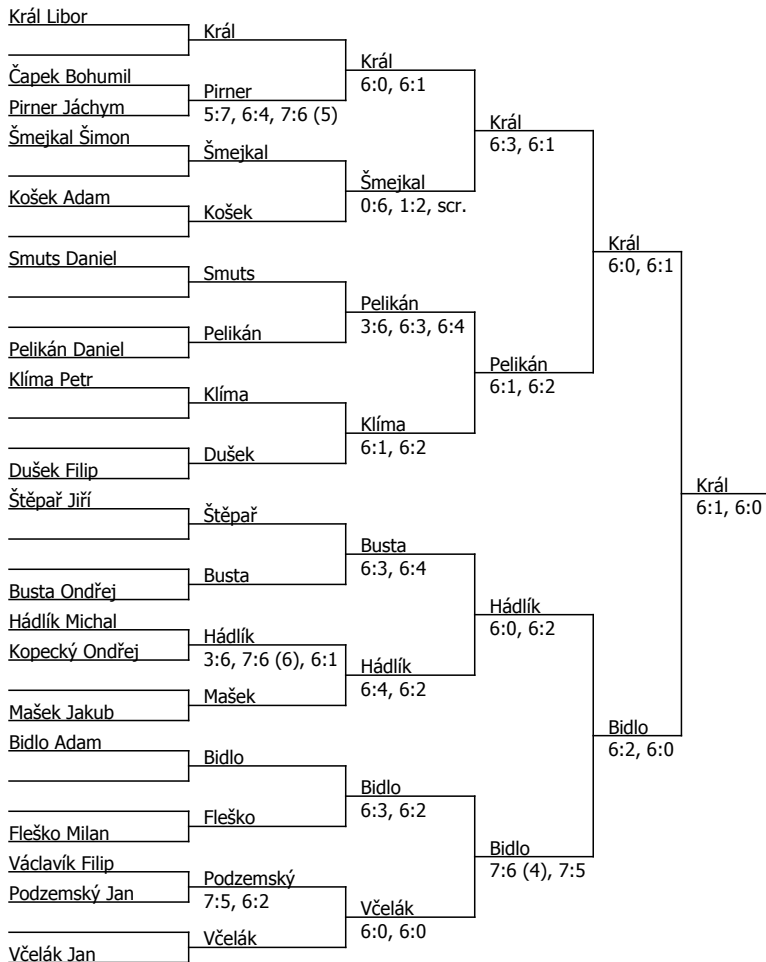 Král Libor
Král
Král
6:0, 6:1
Čapek Bohumil
Pirner
Pirner Jáchym
5:7, 6:4, 7:6 (5)
Král
6:3, 6:1
Šmejkal Šimon
Šmejkal
Šmejkal
0:6, 1:2, scr.
Košek Adam
Košek
Král
6:0, 6:1
Smuts Daniel
Smuts
Pelikán
3:6, 6:3, 6:4
Pelikán
Pelikán Daniel
Pelikán
6:1, 6:2
Klíma Petr
Klíma
Klíma
6:1, 6:2
Dušek
Dušek Filip
Král
6:1, 6:0
Štěpař Jiří
Štěpař
Busta
6:3, 6:4
Busta
Busta Ondřej
Hádlík
6:0, 6:2
Hádlík Michal
Hádlík
Kopecký Ondřej
3:6, 7:6 (6), 6:1
Hádlík
6:4, 6:2
Mašek
Mašek Jakub
Bidlo
6:2, 6:0
Bidlo Adam
Bidlo
Bidlo
6:3, 6:2
Fleško
Fleško Milan
Bidlo
7:6 (4), 7:5
Václavík Filip
Podzemský
Podzemský Jan
7:5, 6:2
Včelák
6:0, 6:0
Včelák
Včelák Jan